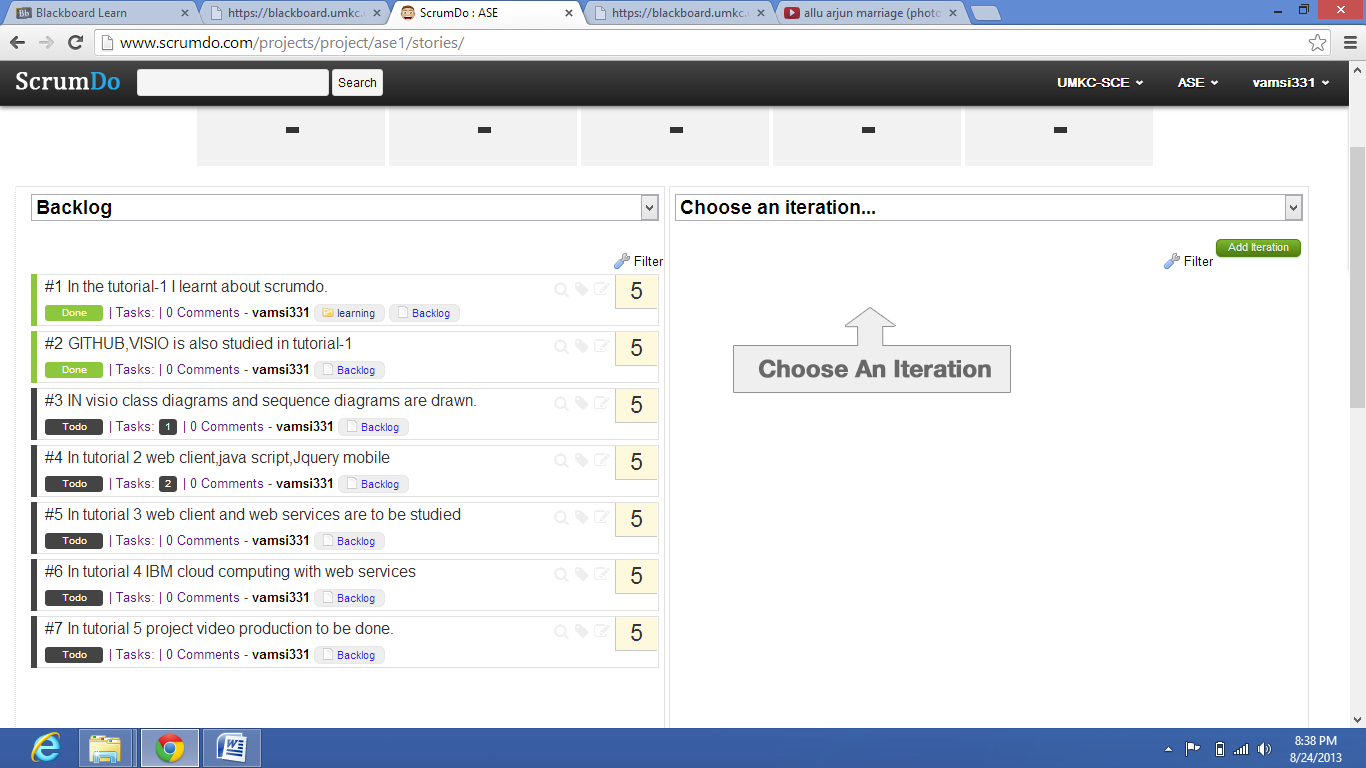 Blackboard Learn
https://blackboard.umkc.
ScrumDo : ASE
https://blackboard.umkc.
allu arjun marriage (photo
www.scrumdo.com/projects/project/ase1/stories/
ScrumDo
Search
UMKC-SCE
ASE
vamsi331
- - - - -
Backlog
Filter
#1 In the tutorial-1 I learnt about scrumdo.
5
Done | Tasks: | 0 Comments - vamsi331 learning Backlog
#2 GITHUB,VISIO is also studied in tutorial-1
5
Done | Tasks: | 0 Comments - vamsi331 Backlog
#3 IN visio class diagrams and sequence diagrams are drawn.
5
Todo | Tasks: 1 | 0 Comments - vamsi331 Backlog
#4 In tutorial 2 web client,java script,Jquery mobile
5
Todo | Tasks: 2 | 0 Comments - vamsi331 Backlog
#5 In tutorial 3 web client and web services are to be studied
5
Todo | Tasks: | 0 Comments - vamsi331 Backlog
#6 In tutorial 4 IBM cloud computing with web services
5
Todo | Tasks: | 0 Comments - vamsi331 Backlog
#7 In tutorial 5 project video production to be done.
5
Todo | Tasks: | 0 Comments - vamsi331 Backlog
Choose an iteration...
Filter
Add Iteration
Choose An Iteration
8:38 PM
8/24/2013